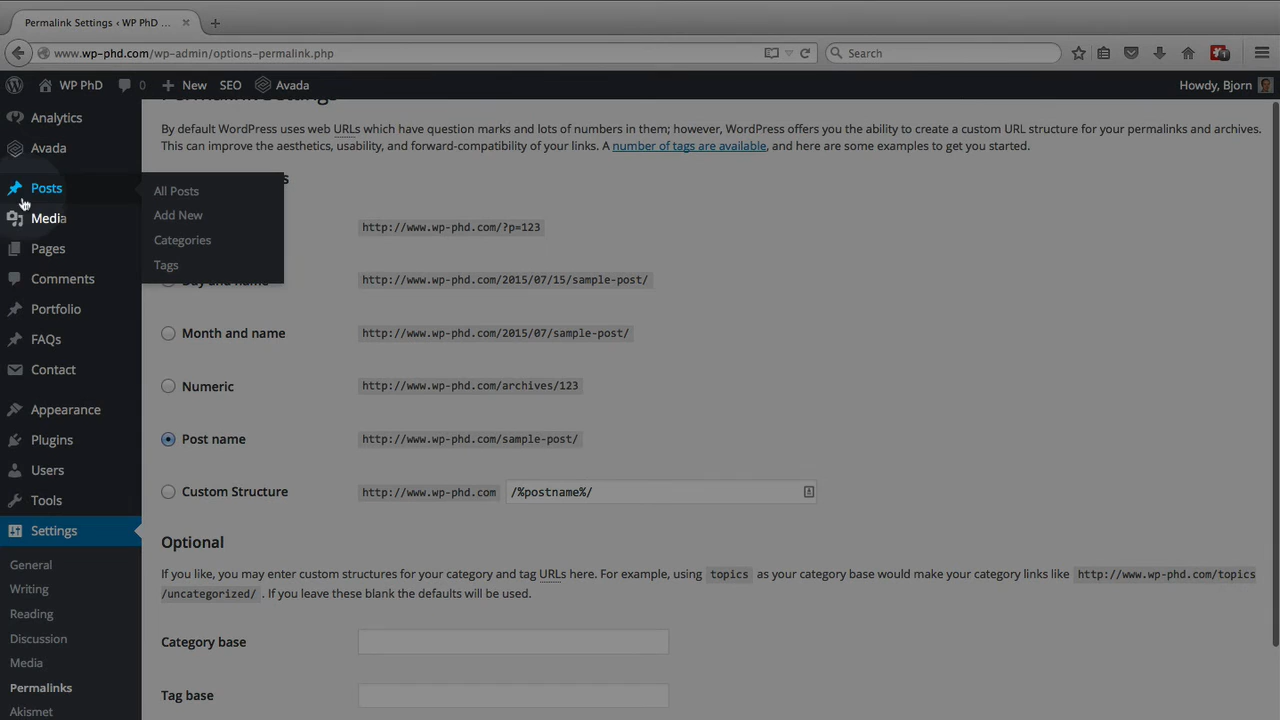 Permalink Settings ‹ WP PhD ...
www.wp-phd.com/wp-admin/options-permalink.php
Search
WP PhD
0
New
SEO
Avada
Howdy, Bjorn
Analytics
Avada
Posts
Media
Pages
Comments
Portfolio
FAQs
Contact
Appearance
Plugins
Users
Tools
Settings
General
Writing
Reading
Discussion
Media
Permalinks
Akismet
All Posts
Add New
Categories
Tags
Permalink Settings
By default WordPress uses web URLs which have question marks and lots of numbers in them; however, WordPress offers you the ability to create a custom URL structure for your permalinks and archives.
This can improve the aesthetics, usability, and forward-compatibility of your links. A number of tags are available, and here are some examples to get you started.
http://www.wp-phd.com/?p=123
Day and name http://www.wp-phd.com/2015/07/15/sample-post/
Month and name http://www.wp-phd.com/2015/07/sample-post/
Numeric http://www.wp-phd.com/archives/123
Post name http://www.wp-phd.com/sample-post/
Custom Structure http://www.wp-phd.com /%postname%/
Optional
If you like, you may enter custom structures for your category and tag URLs here. For example, using topics as your category base would make your category links like http://www.wp-phd.com/topics
/uncategorized/ . If you leave these blank the defaults will be used.
Category base
Tag base